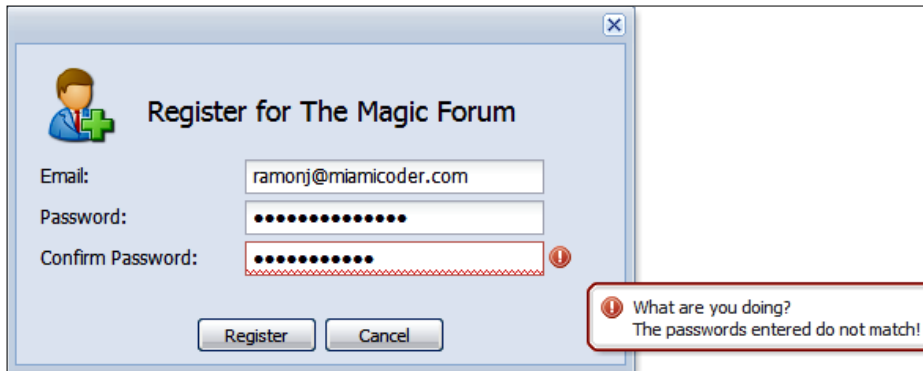 Register for The Magic Forum
Email:
ramonj@miamicoder.com
Password:
••••••••••••••
Confirm Password:
•••••••••••
What are you doing?
The passwords entered do not match!
Register
Cancel